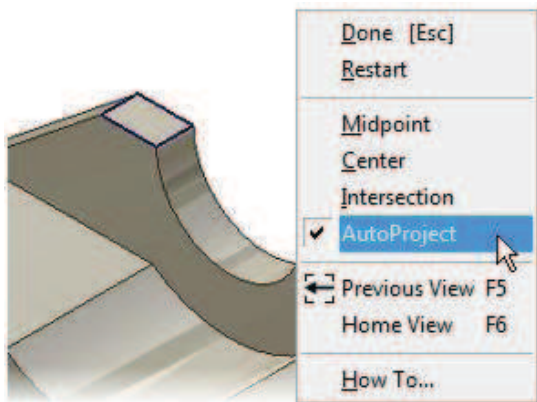 Done [Esc]
Restart
Midpoint
Center
Intersection
AutoProject
Previous View F5
Home View F6
How To...